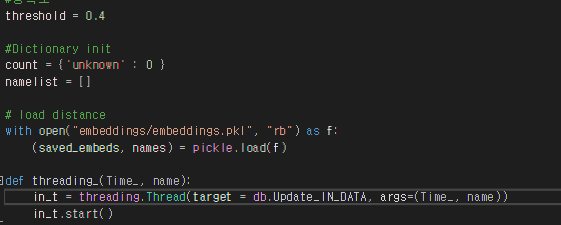 threshold = 0.4
#Dictionary init
count = {'unknown' : 0 }
namelist = []
# load distance
with open("embeddings/embeddings.pkl", "rb") as f:
(saved_embeds, names) = pickle.load(f)
def threading_(Time_, name):
in_t = threading.Thread(target = db.Update_IN_DATA, args=(Time_, name))
in_t.start()